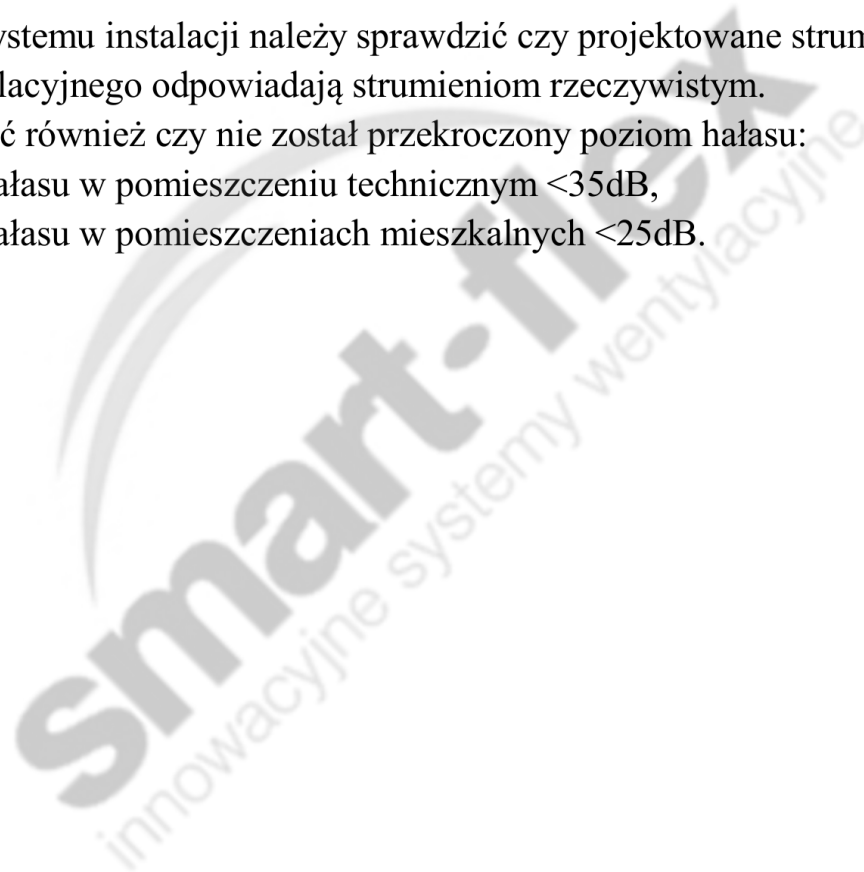 ystemu instalacji należy sprawdzić czy projektowane strun
lacyjnego odpowiadają strumieniom rzeczywistym.
ć również czy nie został przekroczony poziom hałasu:
ałasu w pomieszczeniu technicznym <35dB,
ałasu w pomieszczeniach mieszkalnych <25dB.
smart-flex
innowacyjne systemy wentylacyjne